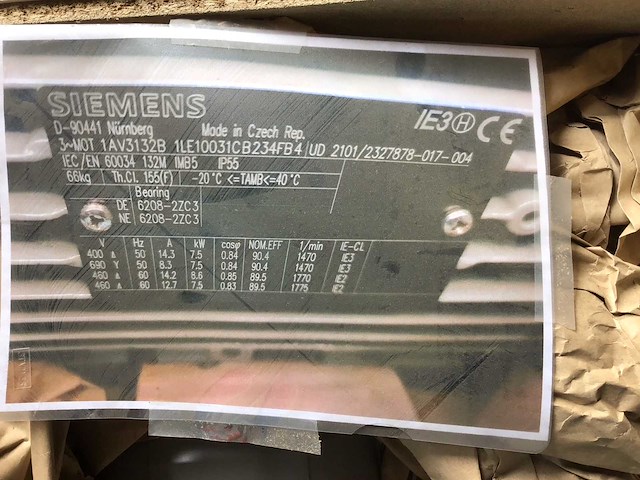 SIEMENS
IE3 H CE
D-90441 Nürnberg Made in Czech Rep.
3~MOT 1AV3132B 1LE10031CB234FB4 UD 2101/2327878-017-004
IEC/EN 60034 132M IMB5 IP55
66kg Th.Cl. 155(F) -20°C <=TAMB<=40°C
Bearing
DE 6208-2ZC3
NE 6208-2ZC3
V Hz A kW cosφ NOM.EFF 1/min IE-CL
400 Δ 50 14.3 7.5 0.84 90.4 1470 IE3
690 Y 50 8.3 7.5 0.84 90.4 1470 IE3
460 Δ 60 14.2 8.6 0.85 89.5 1770 IE2
460 Δ 60 12.7 7.5 0.83 89.5 1775 IE2